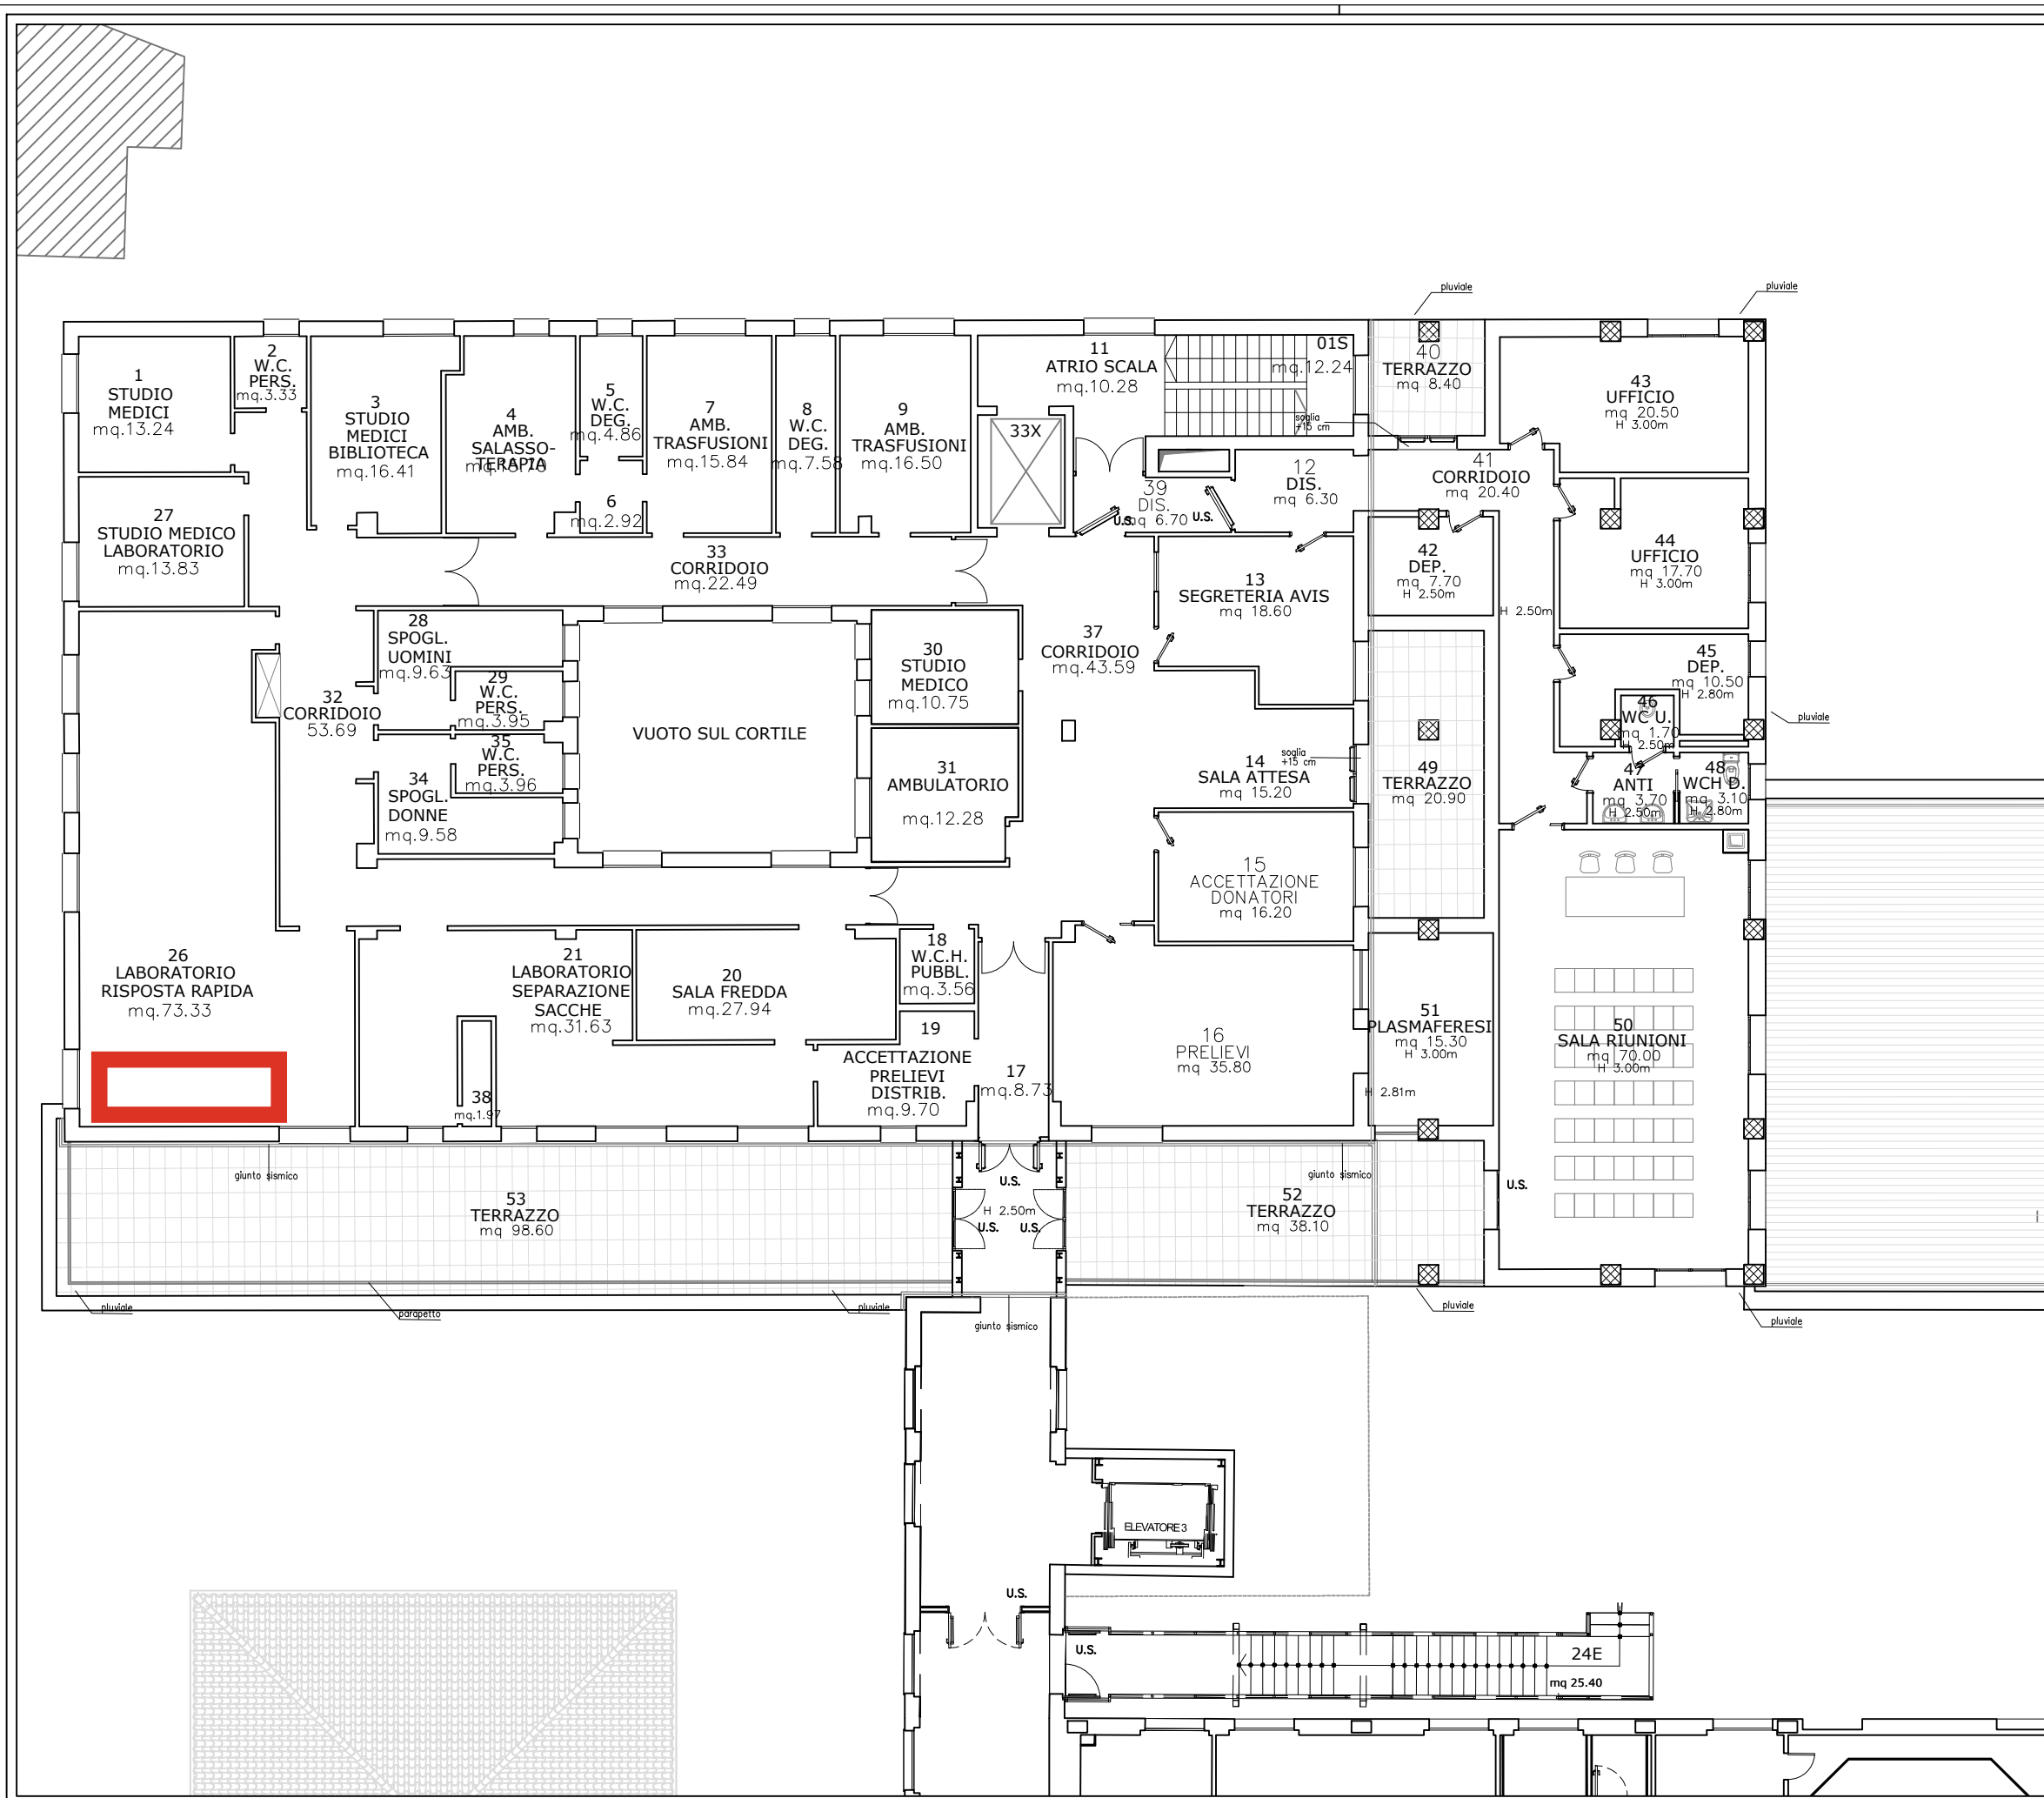 pluviale
pluviale
1
STUDIO
MEDICI
mq.13.24
2
W.C.
PERS.
mq.3.33
3
STUDIO
MEDICI
BIBLIOTECA
mq.16.41
4
AMB.
SALASSO-
TERAPIA
5
W.C.
DEG.
mq.4.86
6
mq.2.92
7
AMB.
TRASFUSIONI
mq.15.84
8
W.C.
DEG.
mq.7.58
9
AMB.
TRASFUSIONI
mq.16.50
33X
11
ATRIO SCALA
mq.10.28
01S
mq.12.24
soglia
+15 cm
40
TERRAZZO
mq 8.40
43
UFFICIO
mq 20.50
H 3.00m
12
DIS.
mq 6.30
39
DIS.
mq 6.70
U.S.
U.S.
41
CORRIDOIO
mq 20.40
27
STUDIO MEDICO
LABORATORIO
mq.13.83
33
CORRIDOIO
mq.22.49
42
DEP.
mq 7.70
H 2.50m
44
UFFICIO
mq 17.70
H 3.00m
H 2.50m
13
SEGRETERIA AVIS
mq 18.60
28
SPOGL.
UOMINI
mq.9.63
29
W.C.
PERS.
mq.3.95
30
STUDIO
MEDICO
mq.10.75
37
CORRIDOIO
mq.43.59
45
DEP.
mq 10.50
H 2.80m
46
WC U.
mq 1.70
H 2.50m
pluviale
32
CORRIDOIO
53.69
VUOTO SUL CORTILE
35
W.C.
PERS.
mq.3.96
34
SPOGL.
DONNE
mq.9.58
31
AMBULATORIO
mq.12.28
14
SALA ATTESA
mq 15.20
soglia
+15 cm
49
TERRAZZO
mq 20.90
47
ANTI
mq 3.70
H 2.50m
48
WCH D.
mq 3.10
H 2.80m
15
ACCETTAZIONE
DONATORI
mq 16.20
26
LABORATORIO
RISPOSTA RAPIDA
mq.73.33
21
LABORATORIO
SEPARAZIONE
SACCHE
mq.31.63
20
SALA FREDDA
mq.27.94
18
W.C.H.
PUBBL.
mq.3.56
19
ACCETTAZIONE
PRELIEVI
DISTRIB.
mq.9.70
17
mq.8.73
16
PRELIEVI
mq 35.80
51
PLASMAFERESI
mq 15.30
H 3.00m
H 2.81m
50
SALA RIUNIONI
mq 70.00
H 3.00m
38
mq.1.97
giunto sismico
giunto sismico
U.S.
U.S.
H 2.50m
U.S.
U.S.
53
TERRAZZO
mq 98.60
52
TERRAZZO
mq 38.10
pluviale
parapetto
pluviale
giunto sismico
pluviale
pluviale
ELEVATORE 3
U.S.
U.S.
24E
mq 25.40